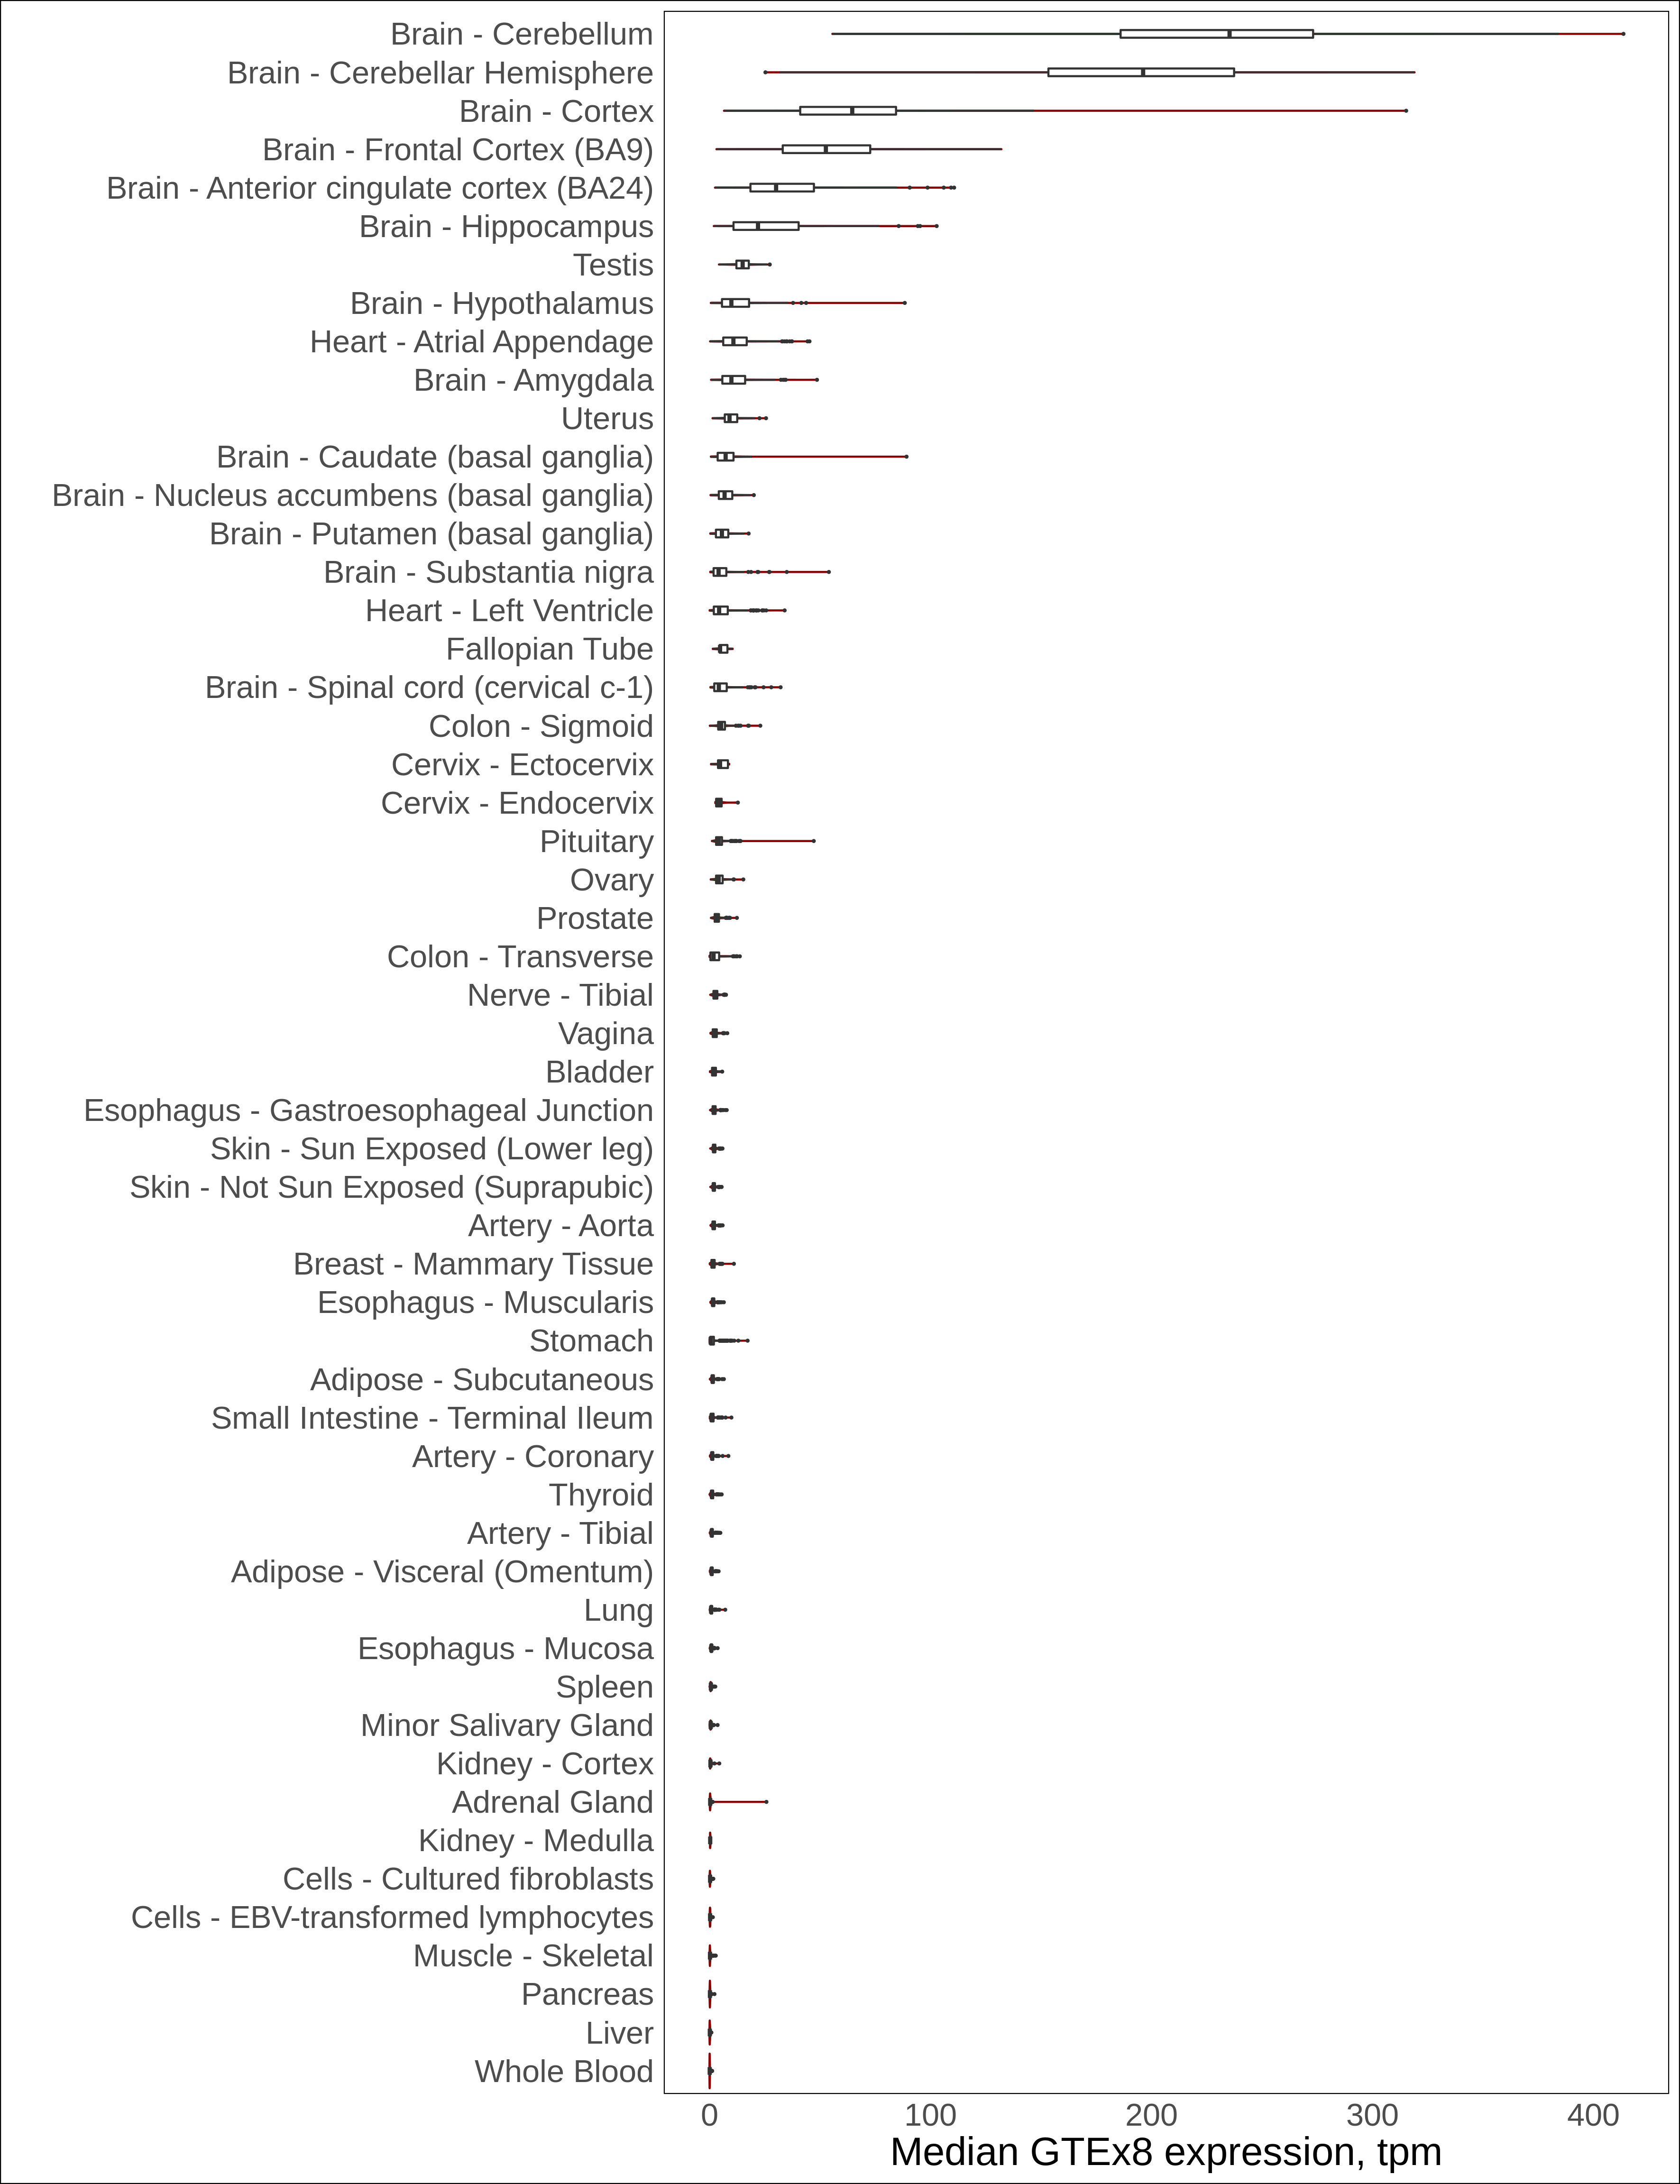 Brain - Cerebellum
Brain - Cerebellar Hemisphere
Brain - Cortex
Brain - Frontal Cortex (BA9)
Brain - Anterior cingulate cortex (BA24)
Brain - Hippocampus
Testis
Brain - Hypothalamus
Heart - Atrial Appendage
Brain - Amygdala
Uterus
Brain - Caudate (basal ganglia)
Brain - Nucleus accumbens (basal ganglia)
Brain - Putamen (basal ganglia)
Brain - Substantia nigra
Heart - Left Ventricle
Fallopian Tube
Brain - Spinal cord (cervical c-1)
Colon - Sigmoid
Cervix - Ectocervix
Cervix - Endocervix
Pituitary
Ovary
Prostate
Colon - Transverse
Nerve - Tibial
Vagina
Bladder
Esophagus - Gastroesophageal Junction
Skin - Sun Exposed (Lower leg)
Skin - Not Sun Exposed (Suprapubic)
Artery - Aorta
Breast - Mammary Tissue
Esophagus - Muscularis
Stomach
Adipose - Subcutaneous
Small Intestine - Terminal Ileum
Artery - Coronary
Thyroid
Artery - Tibial
Adipose - Visceral (Omentum)
Lung
Esophagus - Mucosa
Spleen
Minor Salivary Gland
Kidney - Cortex
Adrenal Gland
Kidney - Medulla
Cells - Cultured fibroblasts
Cells - EBV-transformed lymphocytes
Muscle - Skeletal
Pancreas
Liver
Whole Blood
0 100 200 300 400
Median GTEx8 expression, tpm